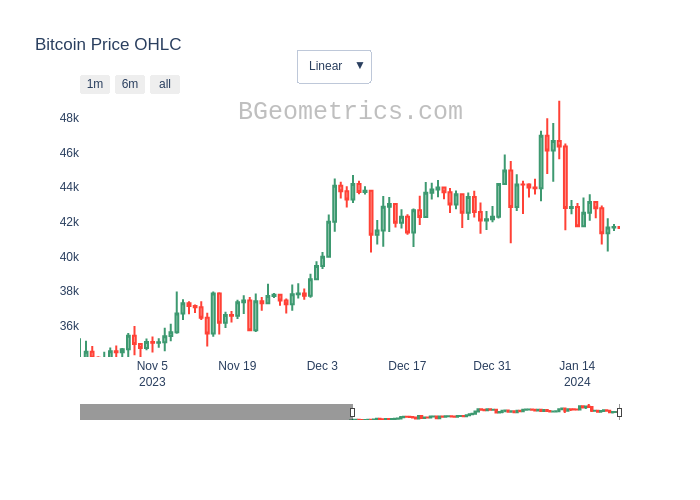 Bitcoin Price OHLC
Linear ▼
1m 6m all
BGeometrics.com
48k
46k
44k
42k
40k
38k
36k
Nov 5 Nov 19 Dec 3 Dec 17 Dec 31 Jan 14
2023 2024